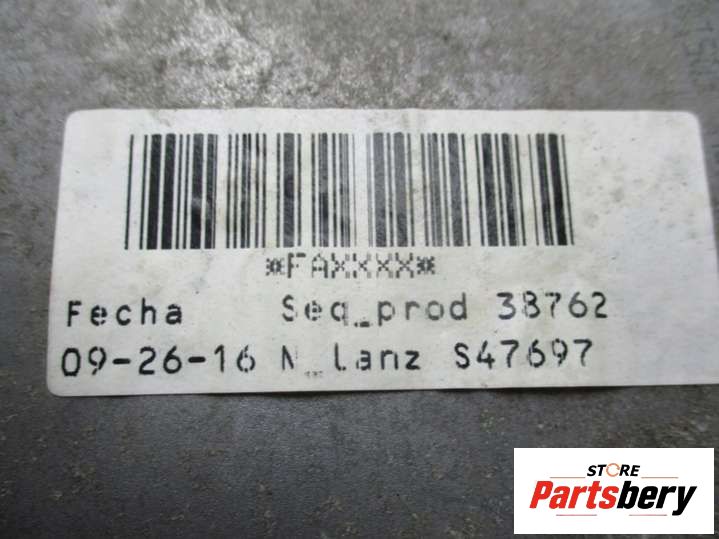 *FAXXXX*
Fecha Seq_prod 38762
09-26-16 N_lanz S47697
STORE
Partsbery